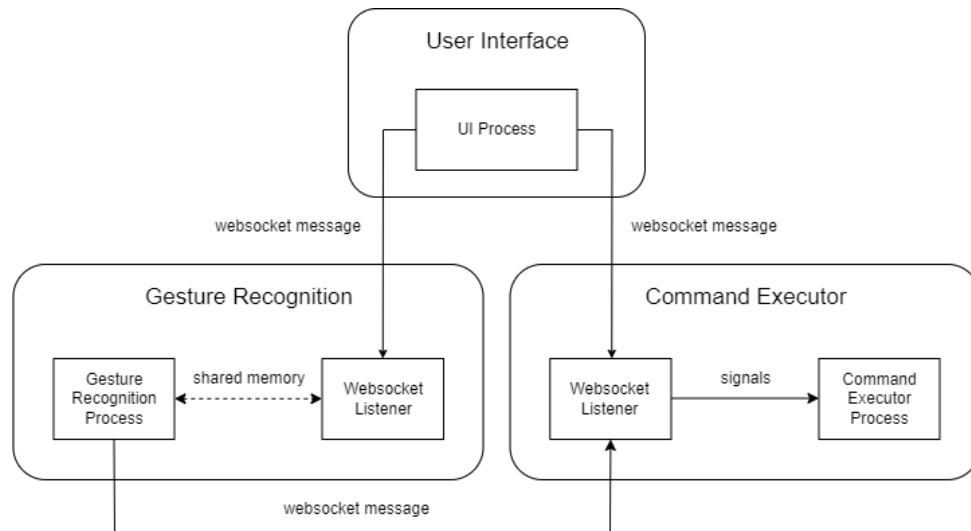 User Interface
UI Process
websocket message
websocket message
Gesture Recognition
Command Executor
Gesture
Recognition
Process
shared memory
Websocket
Listener
Websocket
Listener
signals
Command
Executor
Process
websocket message